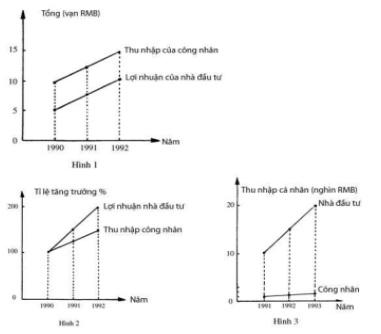 Tổng (vạn RMB)
15
10
5
0
Thu nhập của công nhân
Lợi nhuận của nhà đầu tư
Năm
1990
1991
1992
Hình 1
Tỉ lệ tăng trưởng %
200
100
0
Lợi nhuận nhà đầu tư
Thu nhập công nhân
Năm
1990
1991
1992
Hình 2
Thu nhập cá nhân (nghìn RMB)
20
10
0
Nhà đầu tư
Công nhân
Năm
1991
1992
1993
Hình 3